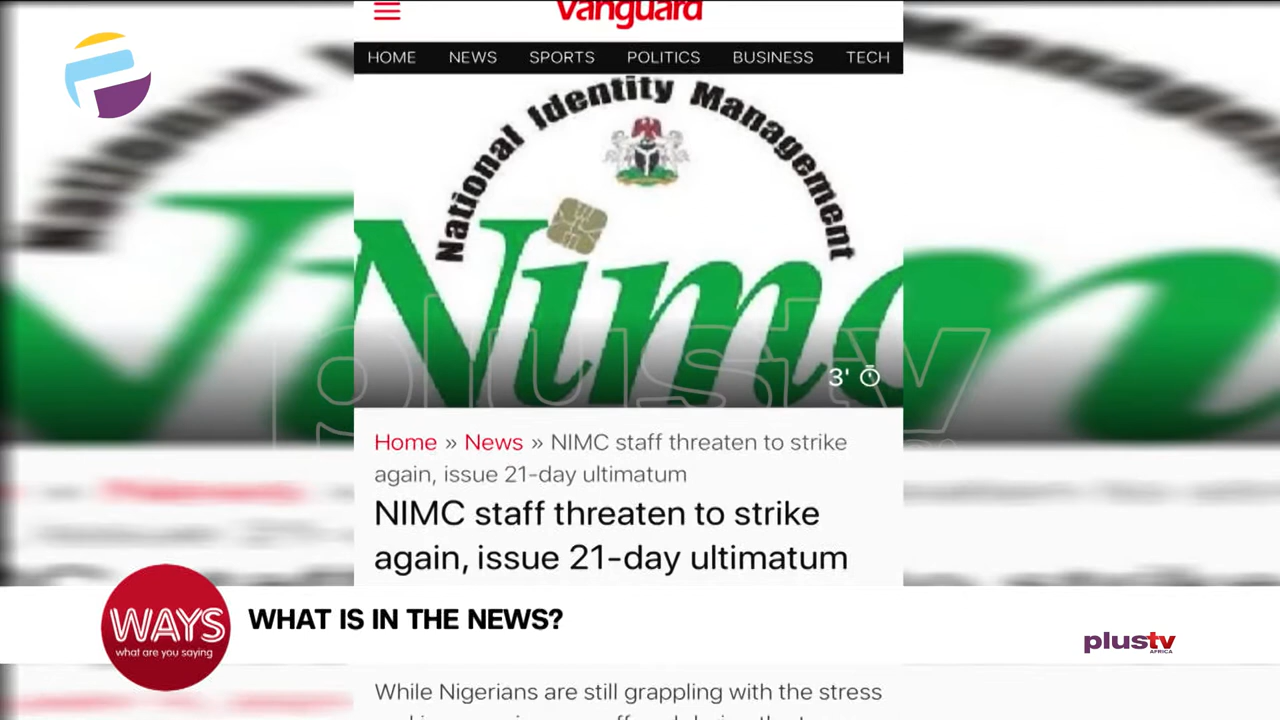 vanguard
HOME NEWS SPORTS POLITICS BUSINESS TECH
National Identity Management
Nimc
plustv
3'
Home » News » NIMC staff threaten to strike
again, issue 21-day ultimatum
NIMC staff threaten to strike
again, issue 21-day ultimatum
WAYS
what are you saying
WHAT IS IN THE NEWS?
plustv
AFRICA
While Nigerians are still grappling with the stress